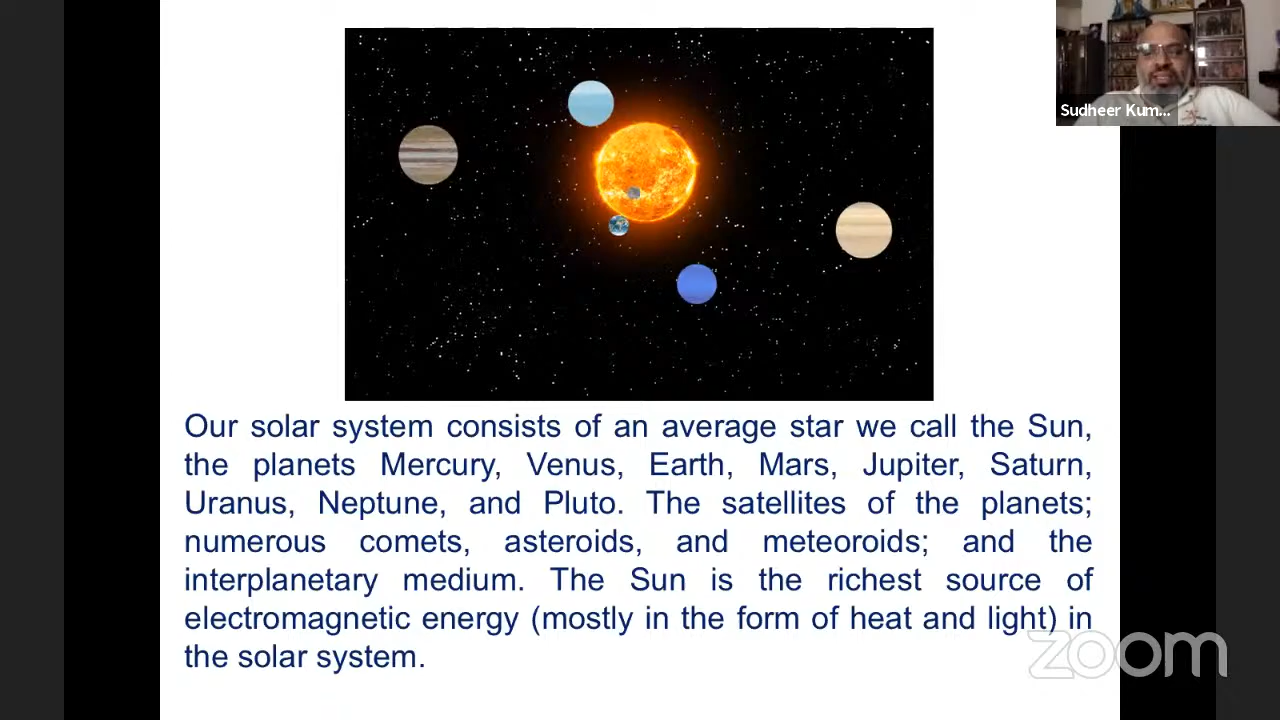 Sudheer Kum...
Our solar system consists of an average star we call the Sun,
the planets Mercury, Venus, Earth, Mars, Jupiter, Saturn,
Uranus, Neptune, and Pluto. The satellites of the planets;
numerous comets, asteroids, and meteoroids; and the
interplanetary medium. The Sun is the richest source of
electromagnetic energy (mostly in the form of heat and light) in
the solar system.
zoom